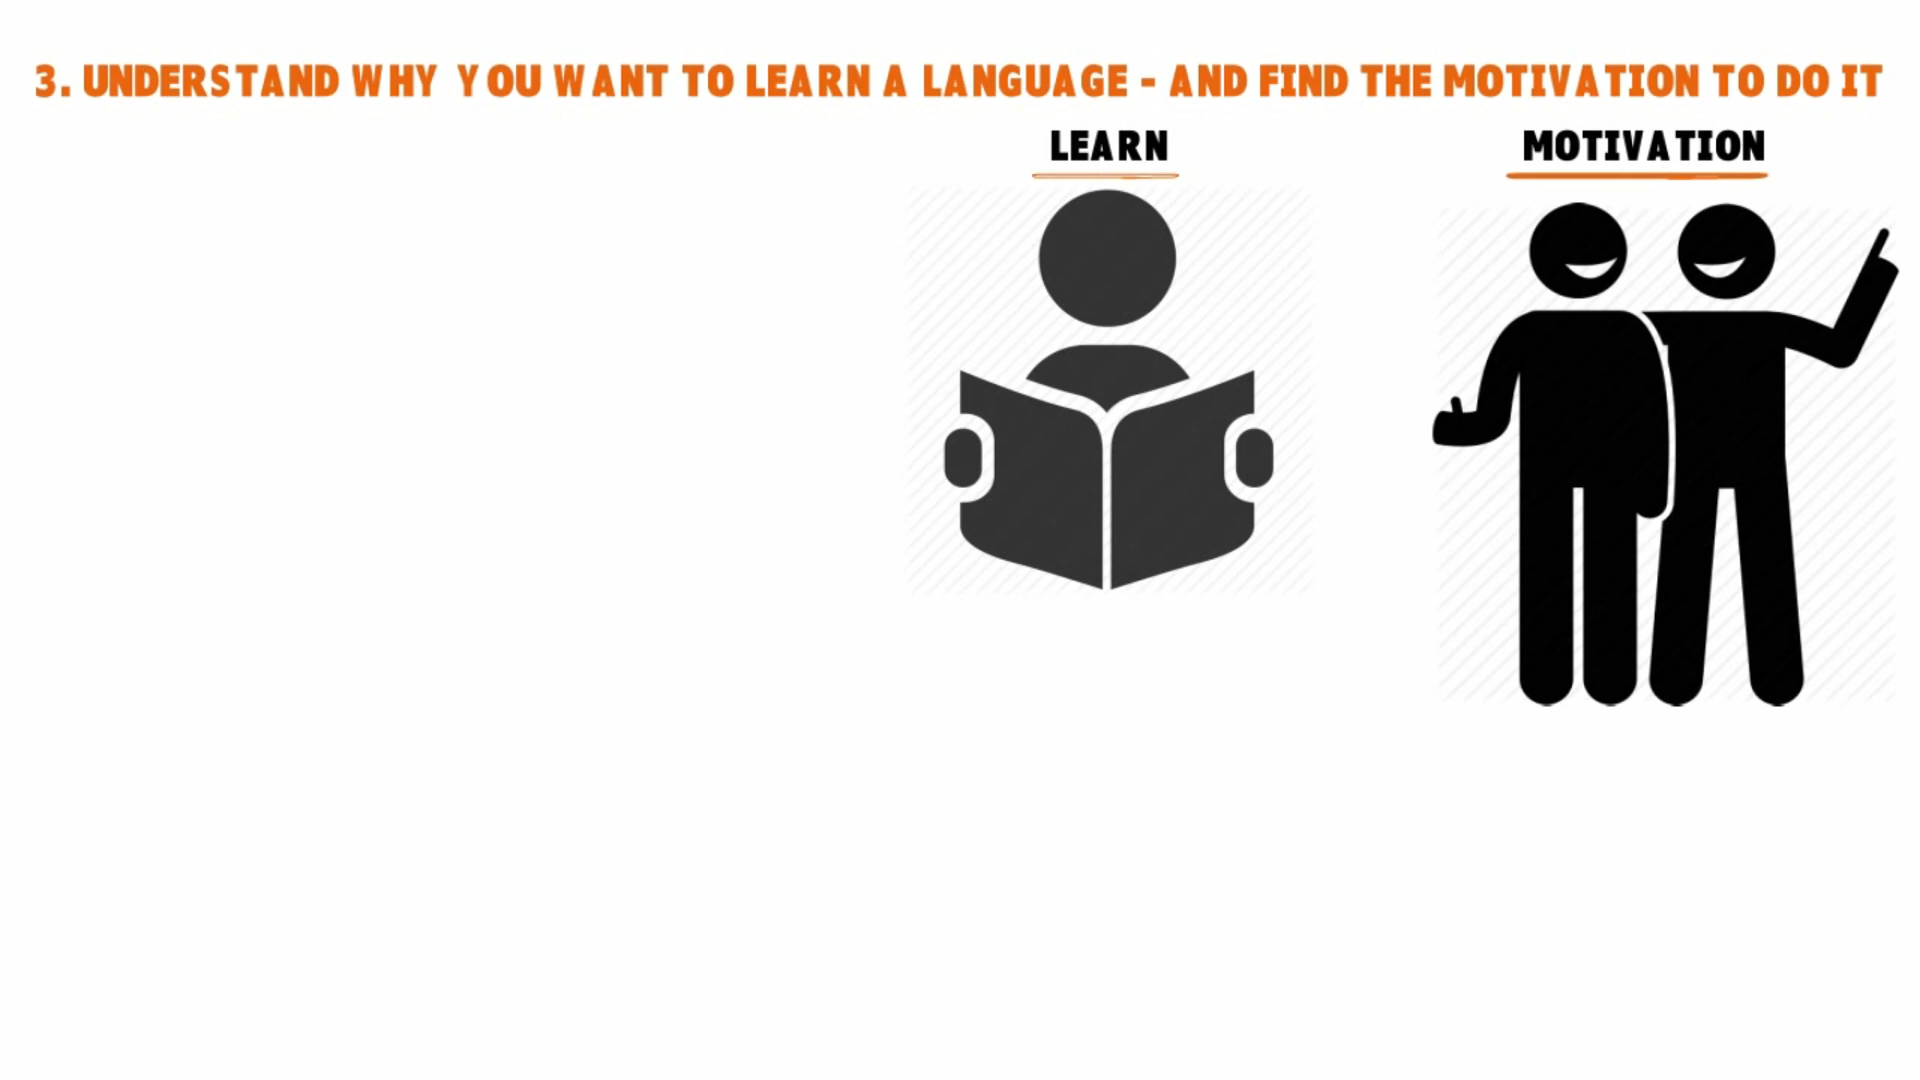 3. UNDERSTAND WHY YOU WANT TO LEARN A LANGUAGE - AND FIND THE MOTIVATION TO DO IT
LEARN
MOTIVATION